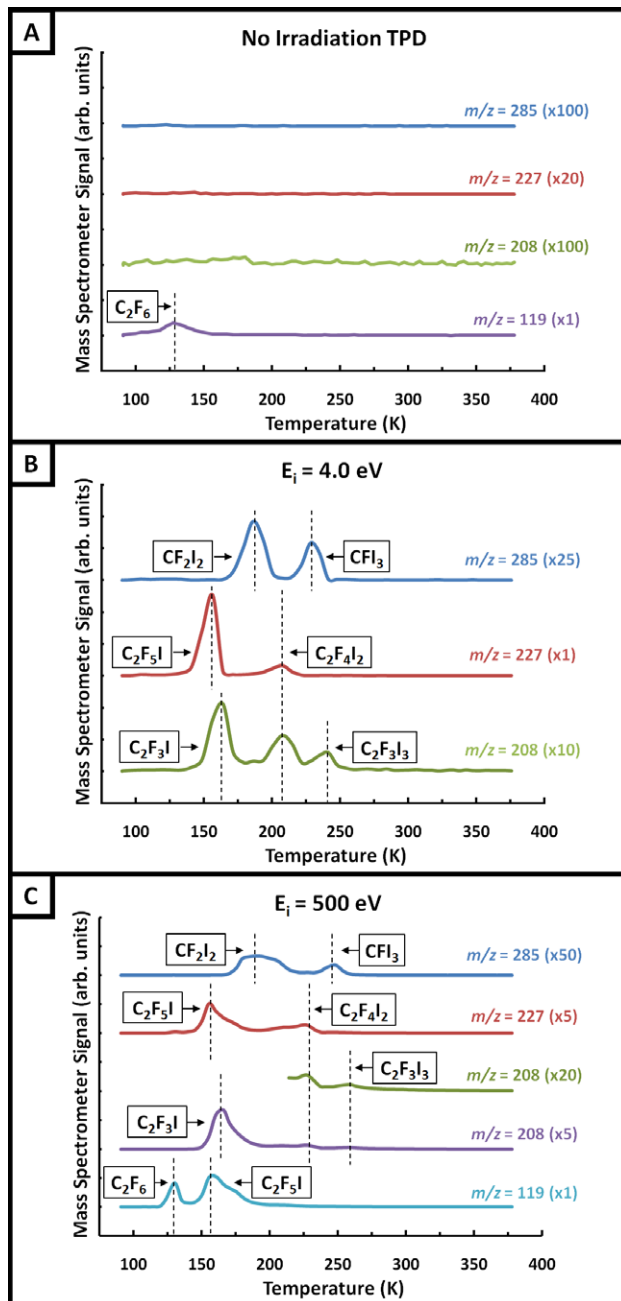 A
No Irradiation TPD
Mass Spectrometer Signal (arb. units)
m/z = 285 (x100)
m/z = 227 (x20)
m/z = 208 (x100)
C₂F₆
m/z = 119 (x1)
100 150 200 250 300 350 400
Temperature (K)
B
Eᵢ = 4.0 eV
Mass Spectrometer Signal (arb. units)
CF₂I₂
CFI₃
m/z = 285 (x25)
C₂F₅I
C₂F₄I₂
m/z = 227 (x1)
C₂F₃I
C₂F₃I₃
m/z = 208 (x10)
100 150 200 250 300 350 400
Temperature (K)
C
Eᵢ = 500 eV
Mass Spectrometer Signal (arb. units)
CF₂I₂
CFI₃
m/z = 285 (x50)
C₂F₅I
C₂F₄I₂
m/z = 227 (x5)
C₂F₃I₃
m/z = 208 (x20)
C₂F₃I
m/z = 208 (x5)
C₂F₆
C₂F₅I
m/z = 119 (x1)
100 150 200 250 300 350 400
Temperature (K)